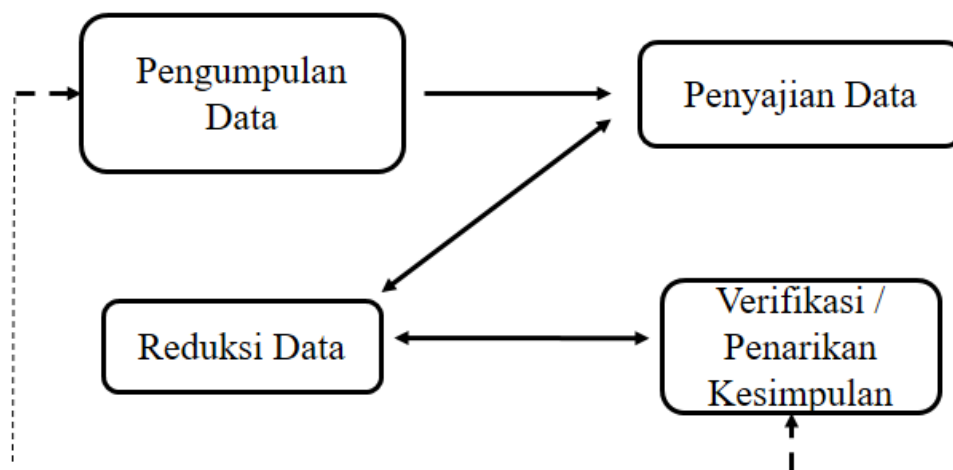 Pengumpulan
Data
Penyajian Data
Reduksi Data
Verifikasi /
Penarikan
Kesimpulan